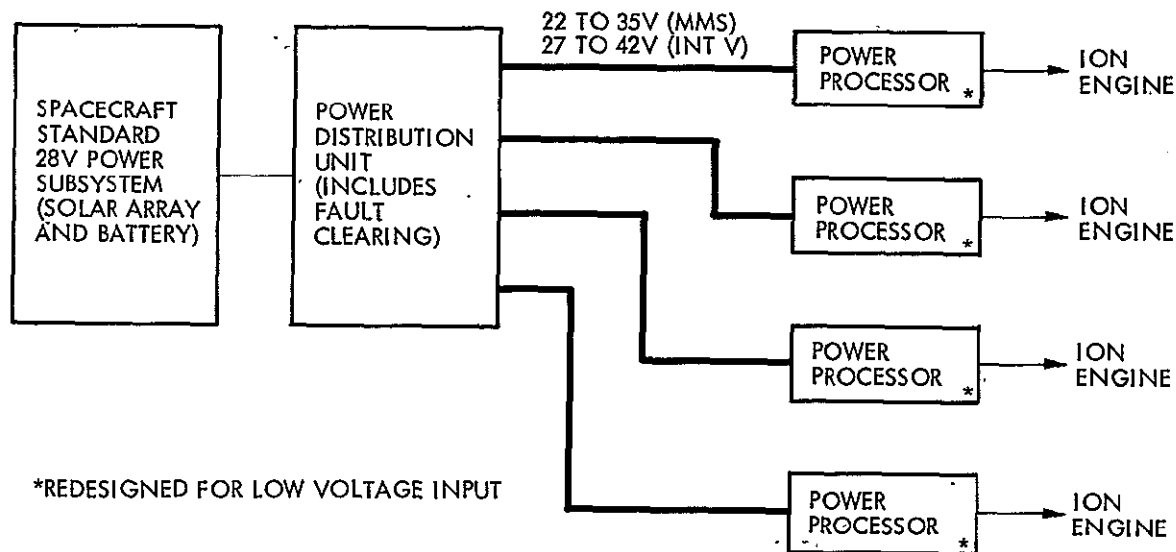 SPACECRAFT
STANDARD
28V POWER
SUBSYSTEM
(SOLAR ARRAY
AND BATTERY)
POWER
DISTRIBUTION
UNIT
(INCLUDES
FAULT
CLEARING)
22 TO 35V (MMS)
27 TO 42V (INT V)
POWER
PROCESSOR *
ION
ENGINE
POWER
PROCESSOR *
ION
ENGINE
POWER
PROCESSOR *
ION
ENGINE
POWER
PROCESSOR *
ION
ENGINE
*REDESIGNED FOR LOW VOLTAGE INPUT